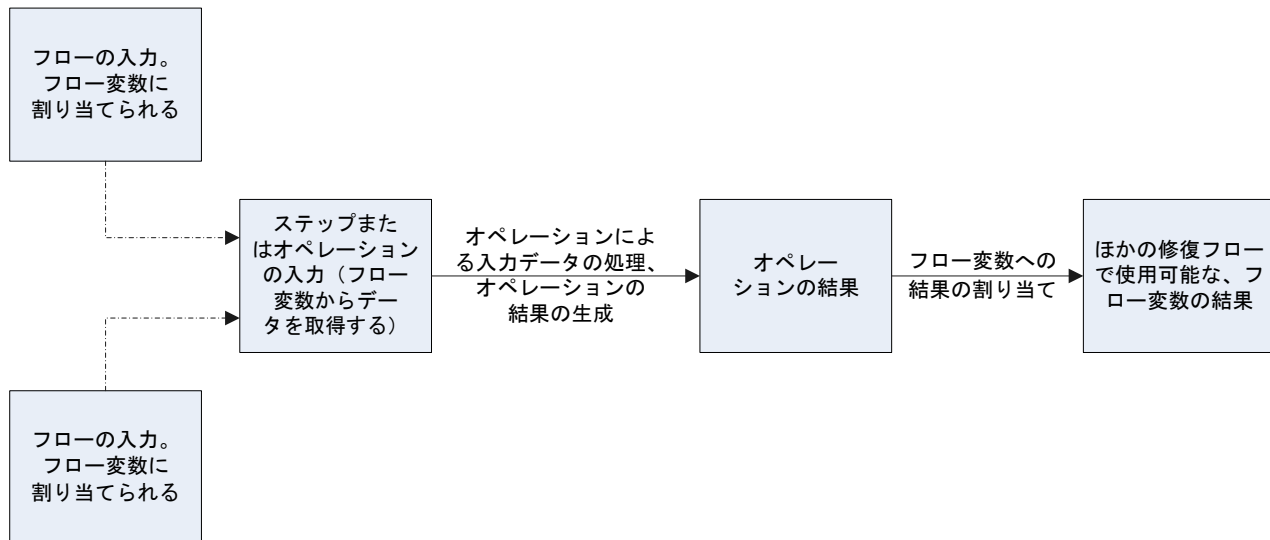 フローの入力。
フロー変数に
割り当てられる
ステップまた
はオペレーション
の入力（フロー
変数からデー
タを取得する）
オペレーションによ
る入力データの処理、
オペレーションの
結果の生成
オペレー
ションの結果
フロー変数への
結果の割り当て
ほかの修復フロー
で使用可能な、フ
ロー変数の結果
フローの入力。
フロー変数に
割り当てられる